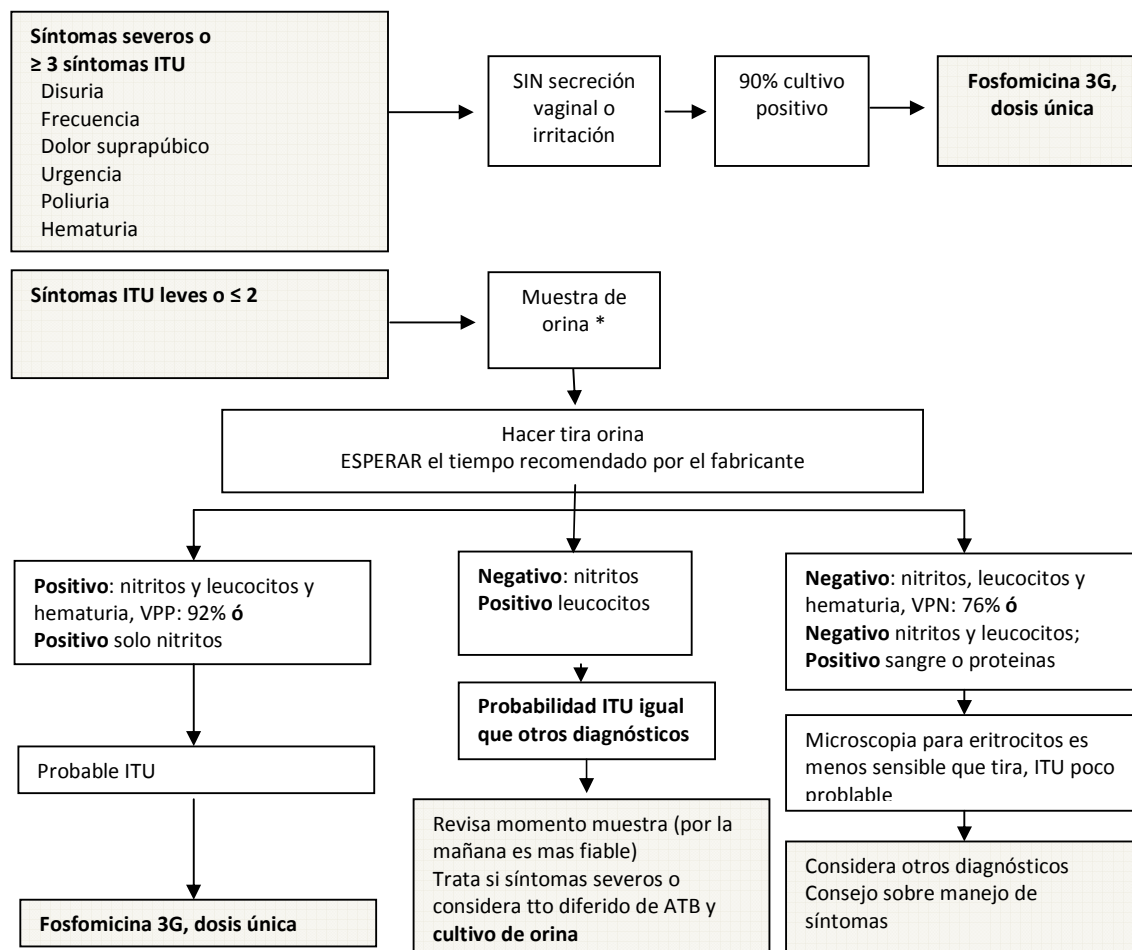 Síntomas severos o
≥ 3 síntomas ITU
Disuria
Frecuencia
Dolor suprapúbico
Urgencia
Poliuria
Hematuria
SIN secreción
vaginal o
irritación
90% cultivo
positivo
Fosfomicina 3G,
dosis única
Síntomas ITU leves o ≤ 2
Muestra de
orina *
Hacer tira orina
ESPERAR el tiempo recomendado por el fabricante
Positivo: nitritos y leucocitos y
hematuria, VPP: 92% ó
Positivo solo nitritos
Negativo: nitritos
Positivo leucocitos
Negativo: nitritos, leucocitos y
hematuria, VPN: 76% ó
Negativo nitritos y leucocitos;
Positivo sangre o proteinas
Probable ITU
Probabilidad ITU igual
que otros diagnósticos
Microscopia para eritrocitos es
menos sensible que tira, ITU poco
problable
Fosfomicina 3G, dosis única
Revisa momento muestra (por la
mañana es mas fiable)
Trata si síntomas severos o
considera tto diferido de ATB y
cultivo de orina
Considera otros diagnósticos
Consejo sobre manejo de
síntomas